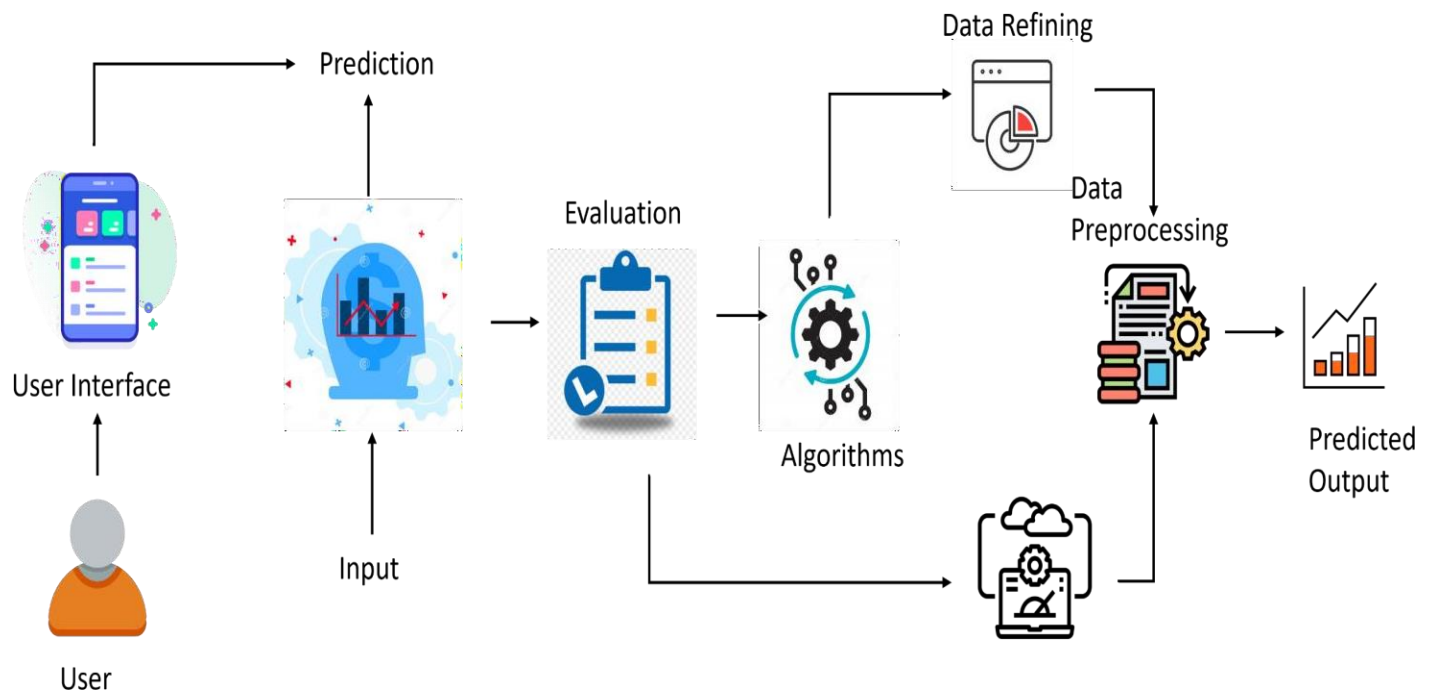 Data Refining
Prediction
Data
Preprocessing
Evaluation
User Interface
Algorithms
Predicted
Output
Input
User